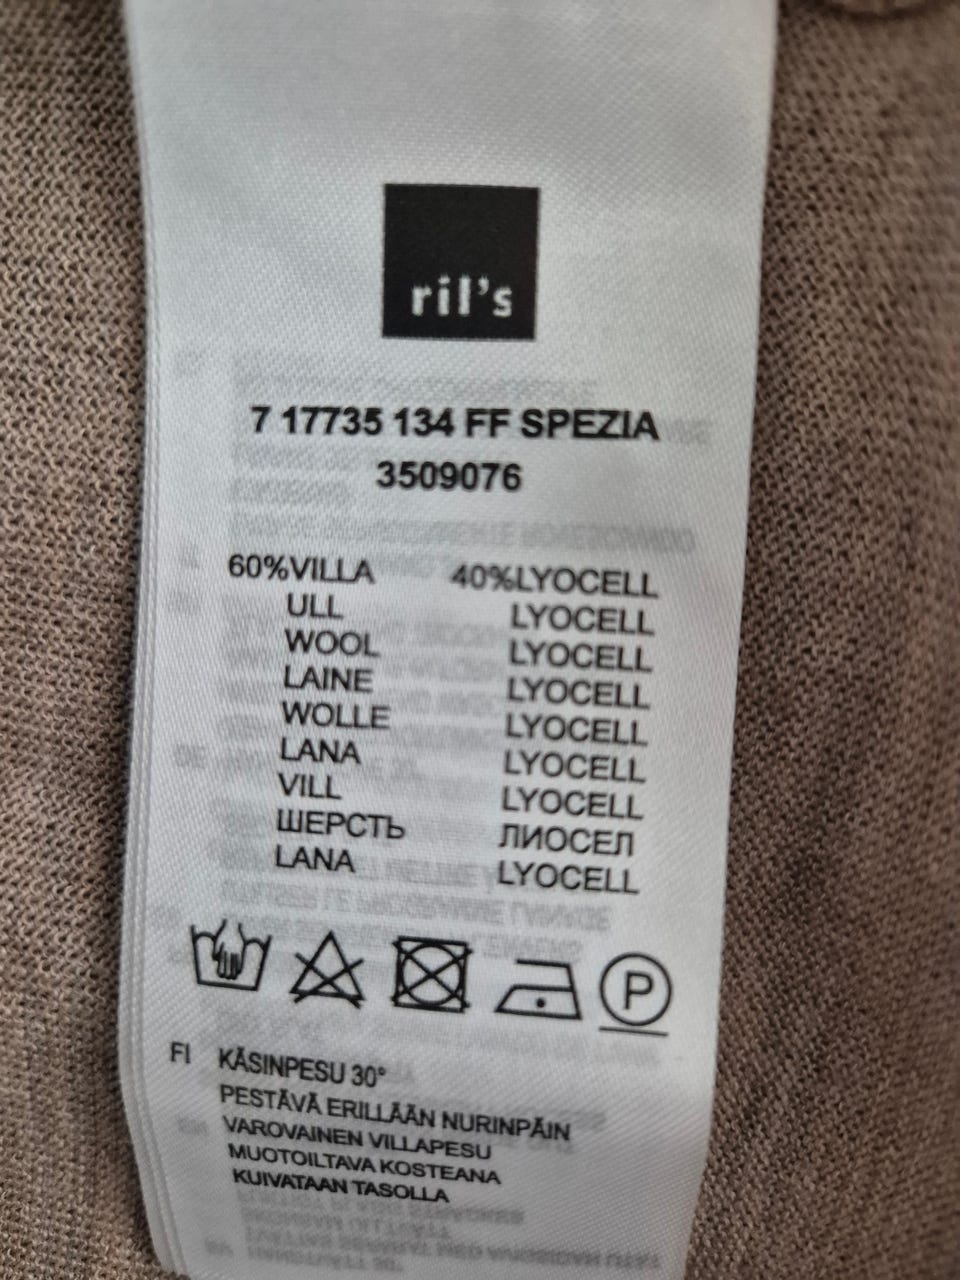 ril's
7 17735 134 FF SPEZIA
3509076
60%VILLA 40%LYOCELL
ULL LYOCELL
WOOL LYOCELL
LAINE LYOCELL
WOLLE LYOCELL
LANA LYOCELL
VILL LYOCELL
ШЕРСТЬ ЛИОСЕЛ
LANA LYOCELL
P
FI KÄSINPESU 30°
PESTÄVÄ ERILLÄÄN NURINPÄIN
VAROVAINEN VILLAPESU
MUOTOILTAVA KOSTEANA
KUIVATAAN TASOLLA